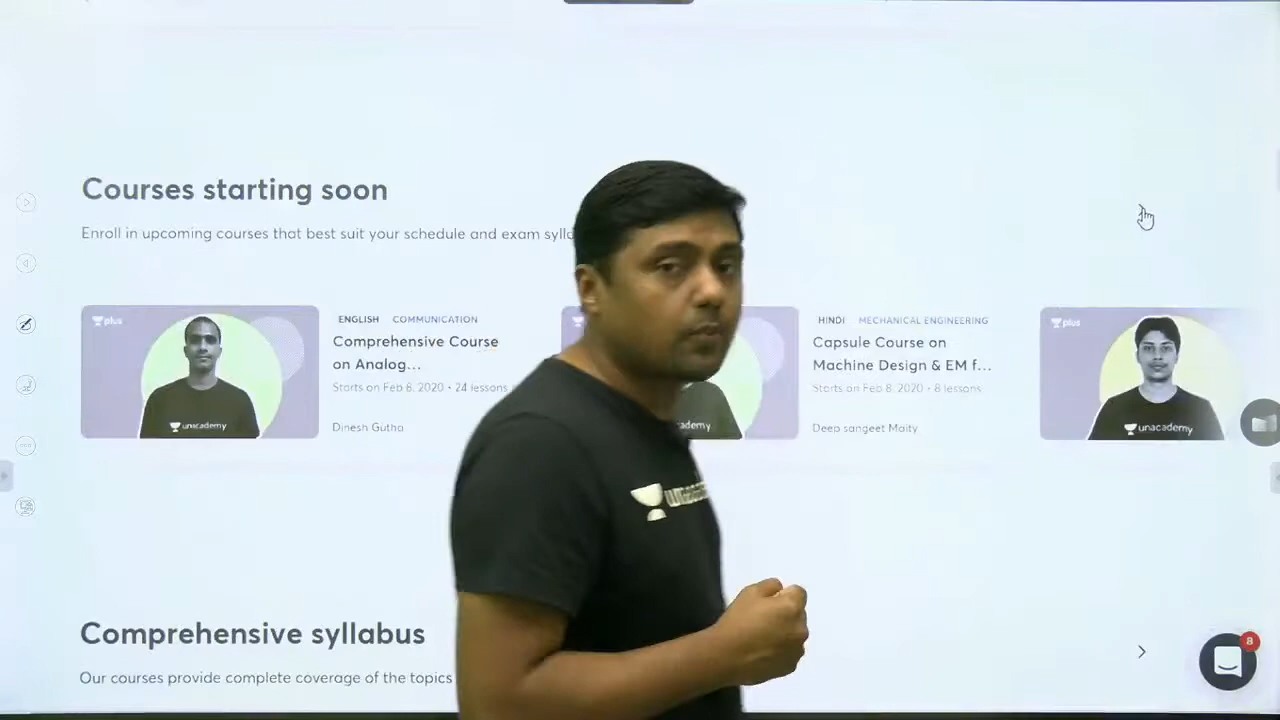 Courses starting soon
Enroll in upcoming courses that best suit your schedule and exam
plus
ENGLISH COMMUNICATION
Comprehensive Course
on Analog...
Starts on Feb 8, 2020 • 24 lessons
Dinesh Gutha
unacademy
HINDI MECHANICAL ENGINEERING
Capsule Course on
Machine Design & EM f...
Starts on Feb 8, 2020 • 8 lessons
Deep sangeet Maity
plus
unacademy
Comprehensive syllabus
Our courses provide complete coverage of the topics
8